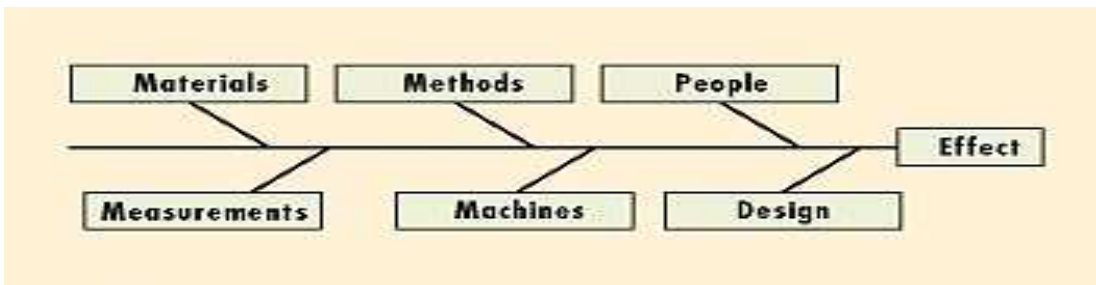 Materials
Methods
People
Effect
Measurements
Machines
Design